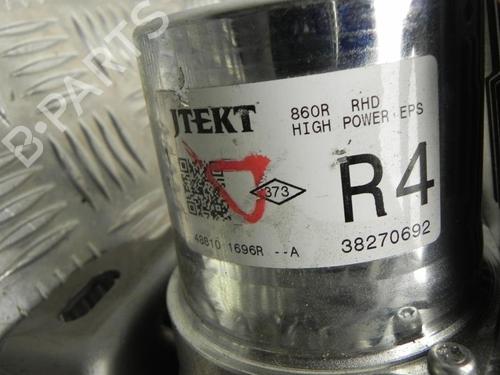 B-PARTS
JTEKT
860R RHD
HIGH POWER EPS
373
R4
48810 1696R --A
38270692